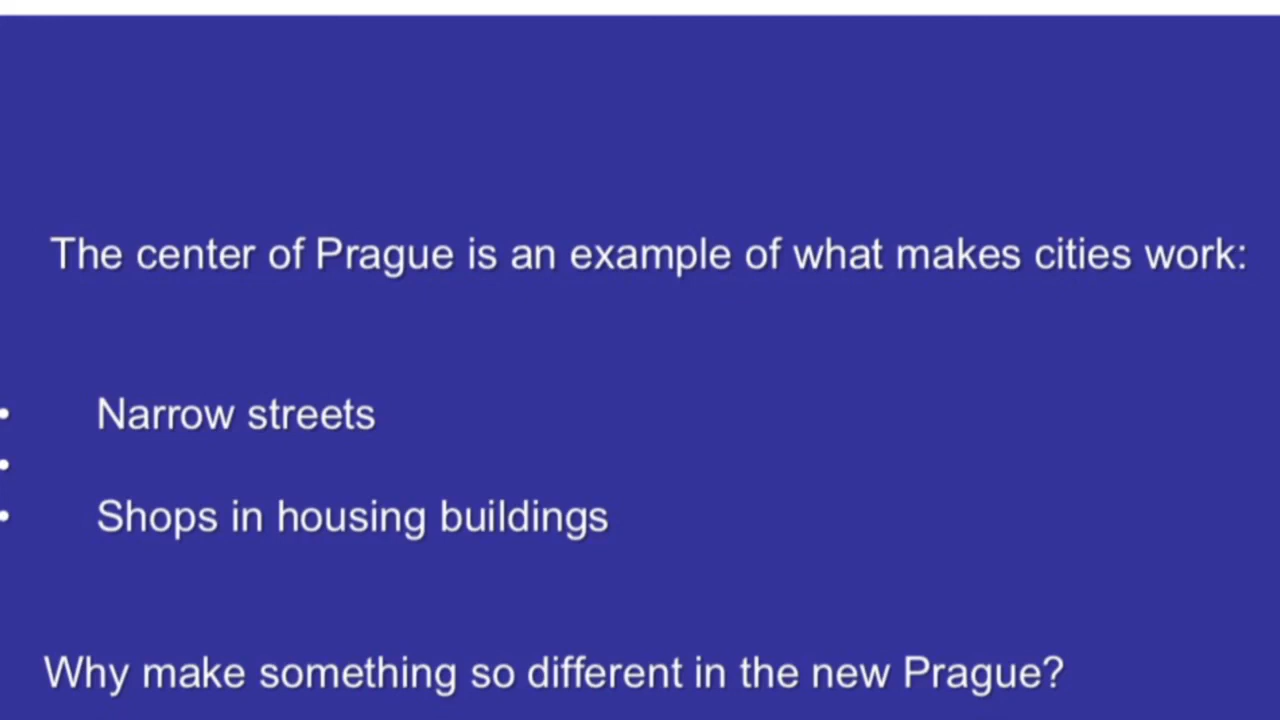 The center of Prague is an example of what makes cities work:
• Narrow streets
•
• Shops in housing buildings
Why make something so different in the new Prague?